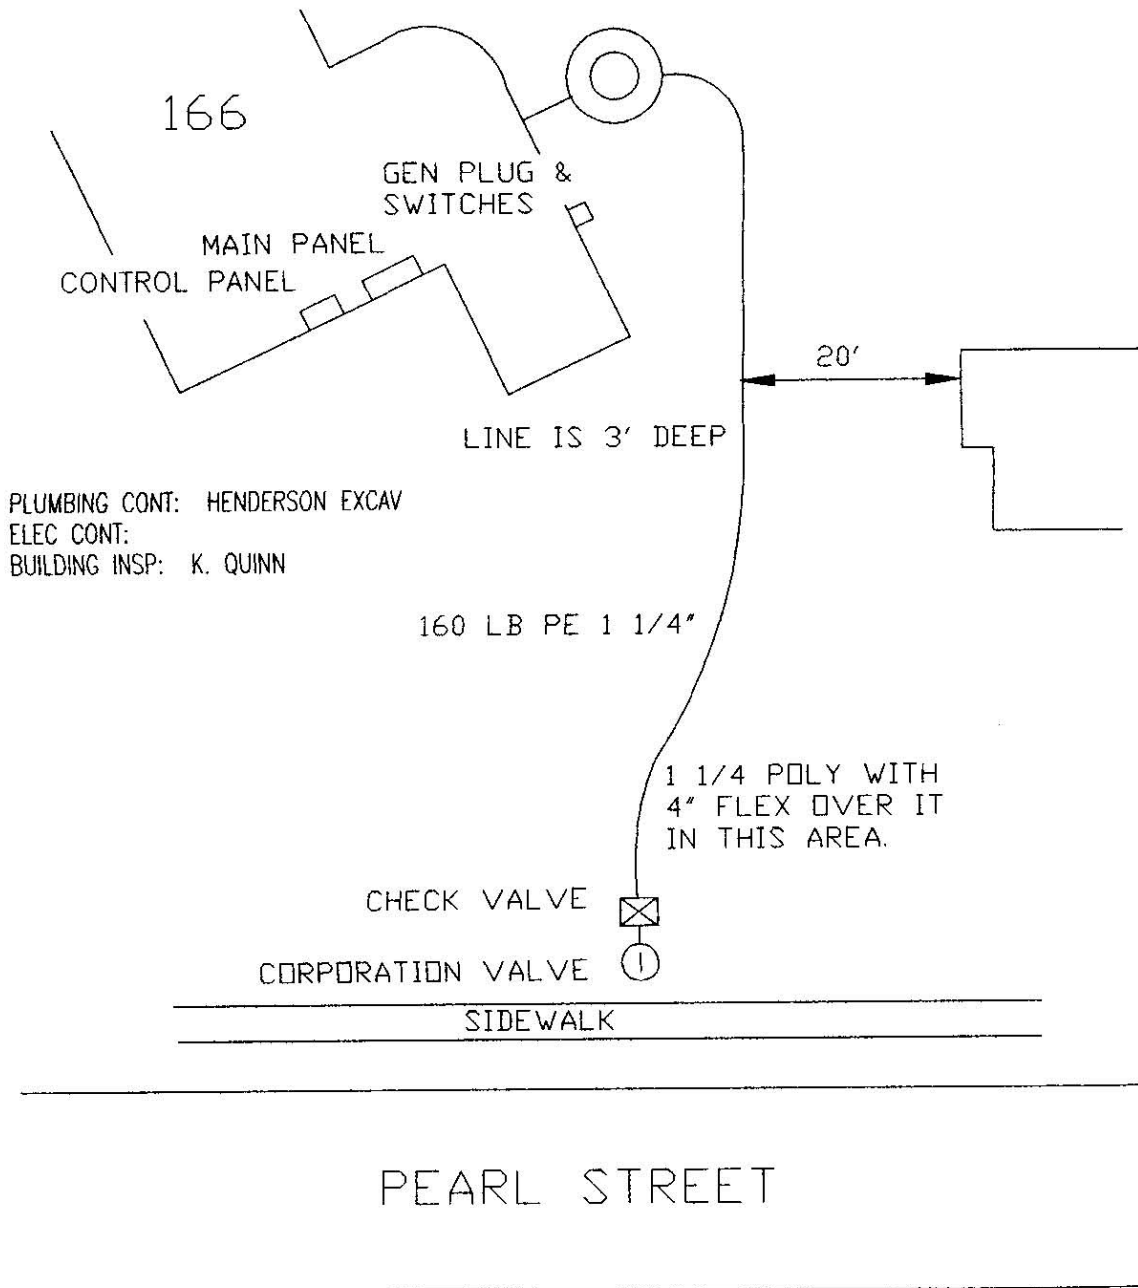 166
GEN PLUG &
SWITCHES
MAIN PANEL
CONTROL PANEL
20'
LINE IS 3' DEEP
PLUMBING CONT: HENDERSON EXCAV
ELEC CONT:
BUILDING INSP: K. QUINN
160 LB PE 1 1/4"
1 1/4 POLY WITH
4" FLEX OVER IT
IN THIS AREA.
CHECK VALVE
CORPORATION VALVE
SIDEWALK
PEARL STREET